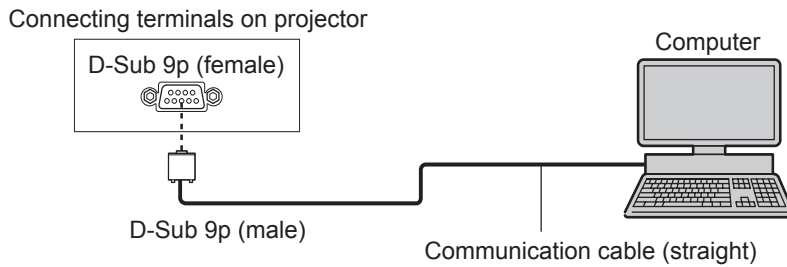 Connecting terminals on projector
D-Sub 9p (female)
Computer
D-Sub 9p (male)
Communication cable (straight)